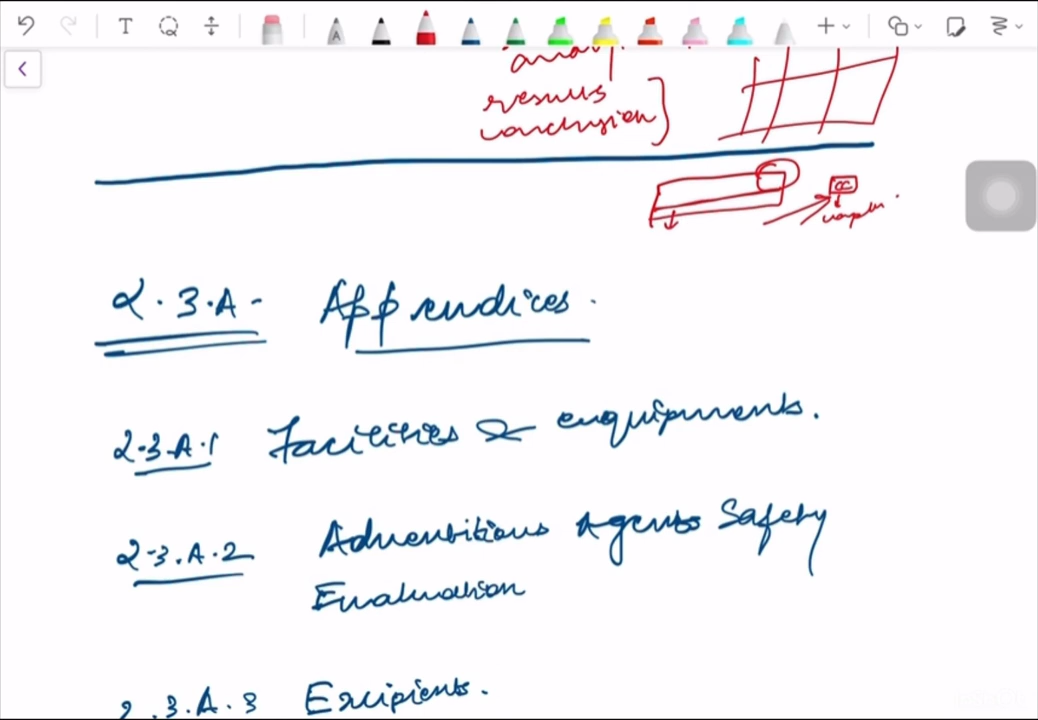 results
conclusion]
2.3.A- Appendices.
2.3.A.1 Facilities & enquipments.
2.3.A.2 Adventitious Agents Safety
Evaluation
2.3.A.3 Excipients.